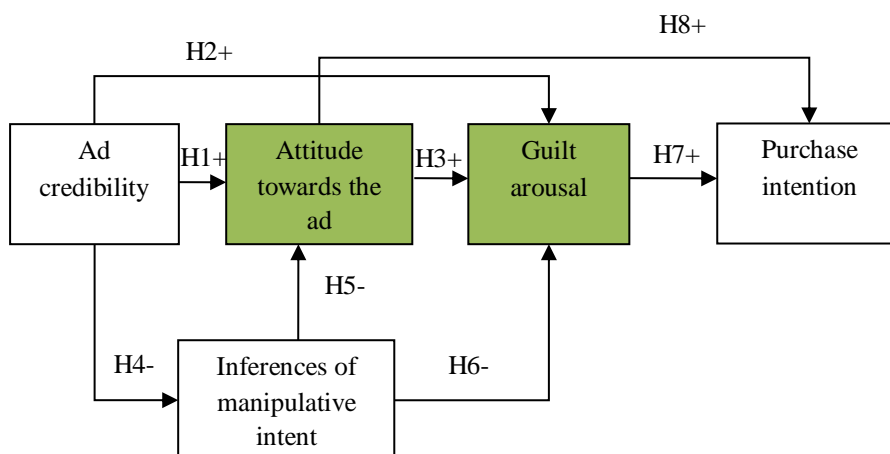 H8+
H2+
Ad
credibility
H1+
Attitude
towards the
ad
H3+
Guilt
arousal
H7+
Purchase
intention
H5-
H4-
Inferences of
manipulative
intent
H6-